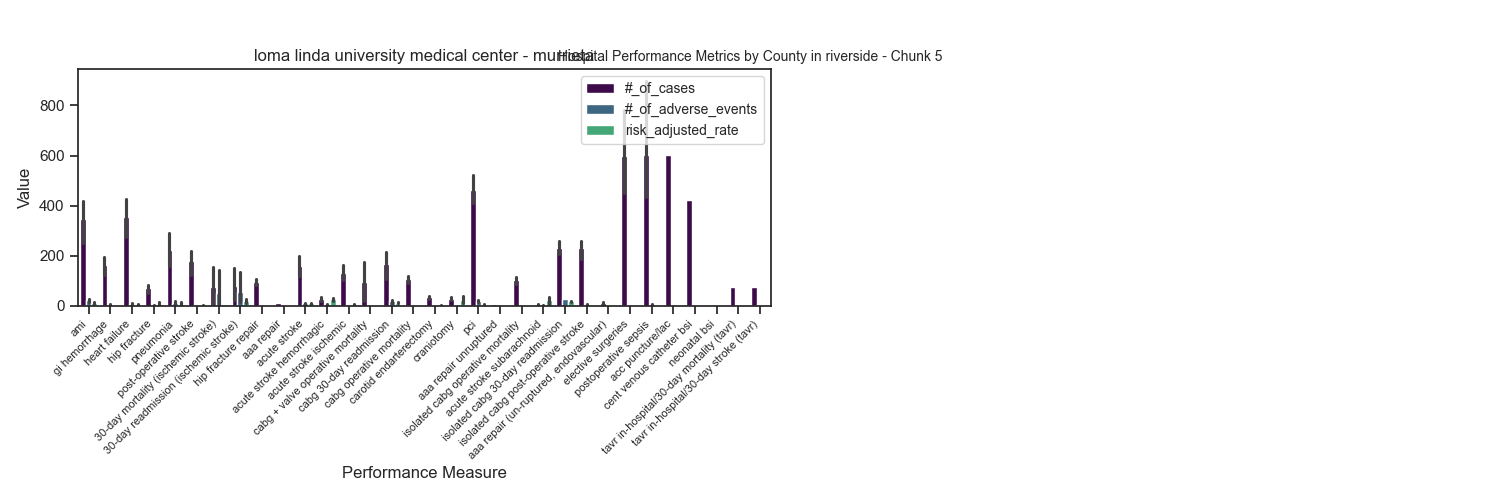 loma linda university medical center - murrieta
Hospital Performance Metrics by County in riverside - Chunk 5
#_of_cases
#_of_adverse_events
risk_adjusted_rate
Value
800
600
400
200
0
ami
gi hemorrhage
heart failure
hip fracture
pneumonia
post-operative stroke
30-day mortality (ischemic stroke)
30-day readmission (ischemic stroke)
hip fracture repair
aaa repair
acute stroke
acute stroke hemorrhagic
acute stroke ischemic
cabg + valve operative mortality
cabg 30-day readmission
cabg operative mortality
carotid endarterectomy
craniotomy
pci
aaa repair unruptured
isolated cabg operative mortality
acute stroke subarachnoid
isolated cabg 30-day readmission
isolated cabg post-operative stroke
aaa repair (un-ruptured, endovascular)
elective surgeries
postoperative sepsis
acc puncture/lac
cent venous catheter bsi
neonatal bsi
tavr in-hospital/30-day mortality (tavr)
tavr in-hospital/30-day stroke (tavr)
Performance Measure